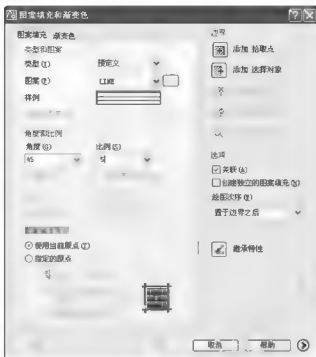 图案填充和渐变色
图案填充 渐变色
类型和图案
类型(Y) 预定义
图案(P) LINE
样例
角度和比例
角度(G) 比例(S)
45 5
使用当前原点(T)
指定的原点
边界
添加 拾取点
添加 选择对象
选项
关联(A)
创建独立的图案填充(H)
绘图次序(W)
置于边界之后
继承特性
取消 帮助